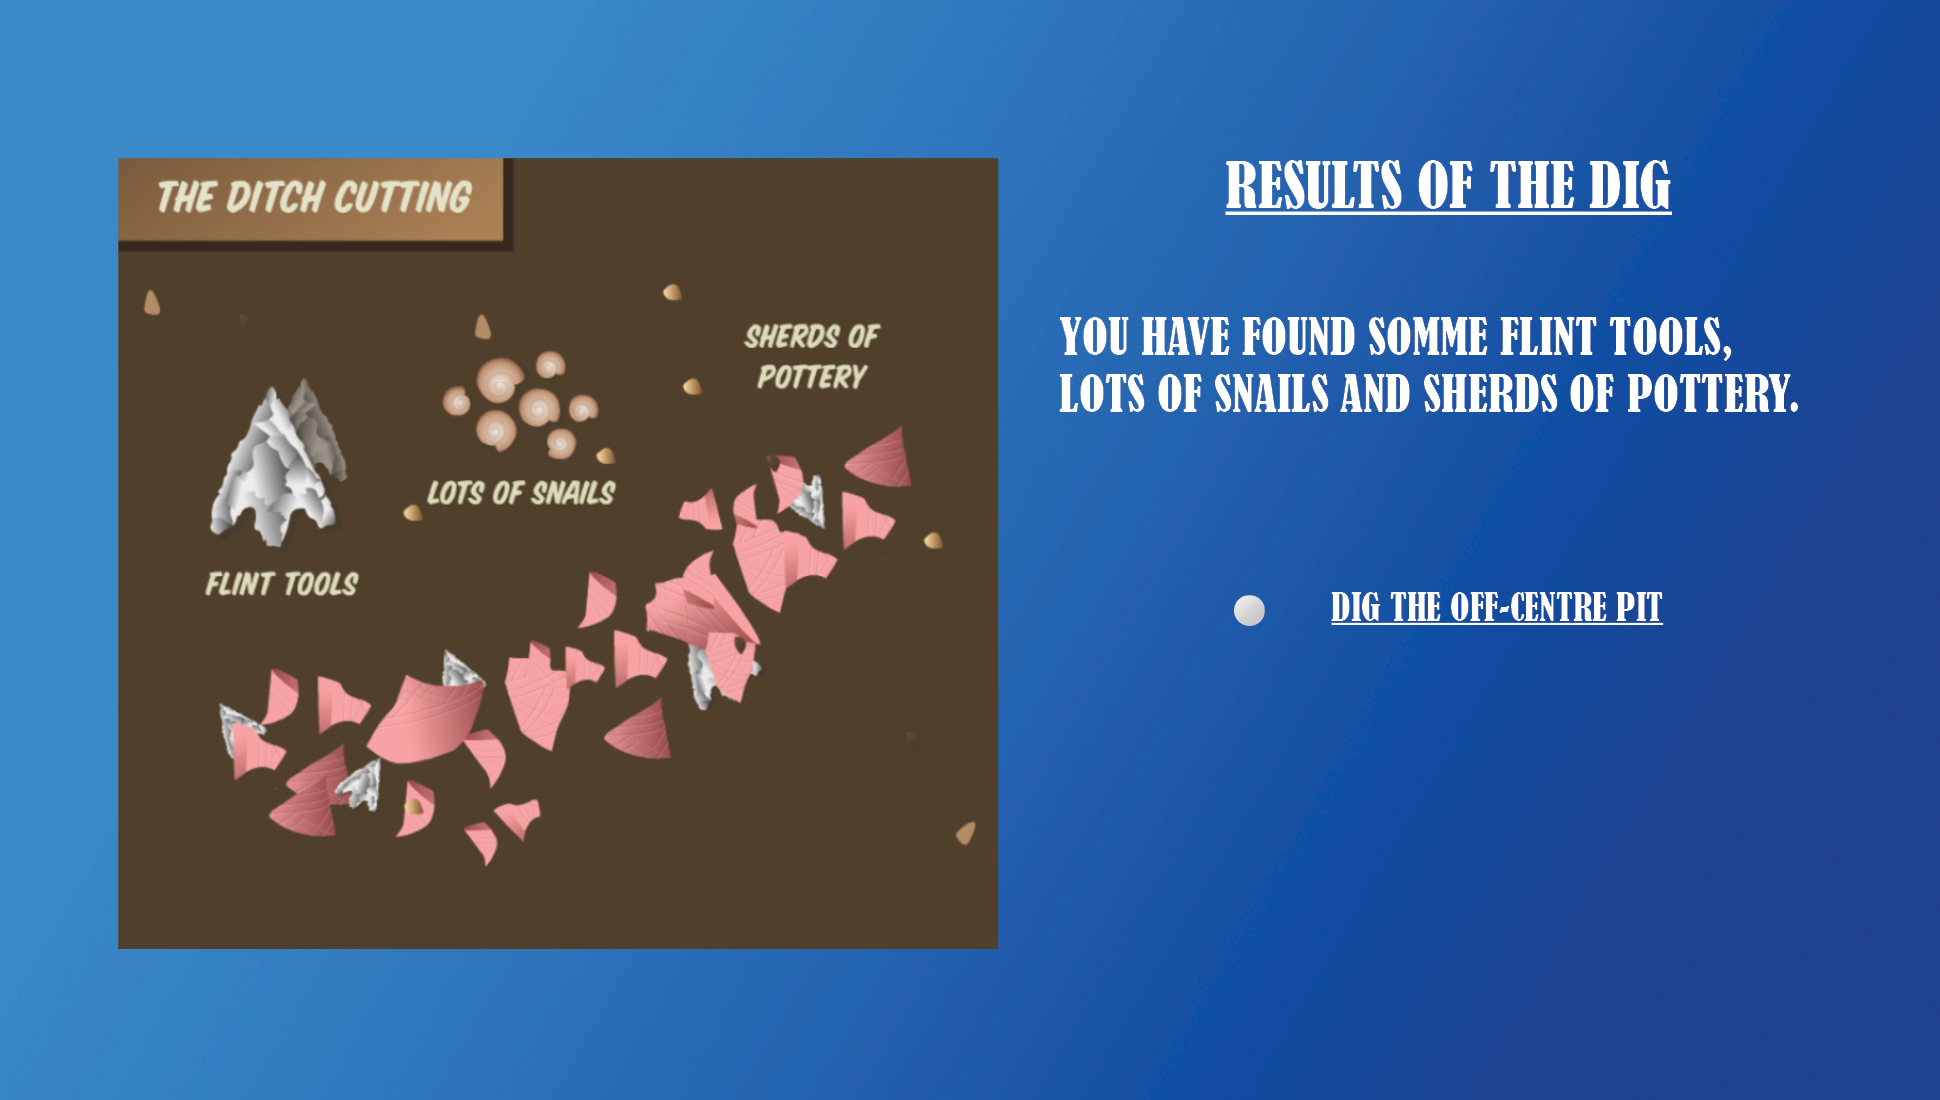 THE DITCH CUTTING
SHERDS OF
POTTERY
LOTS OF SNAILS
FLINT TOOLS
RESULTS OF THE DIG
YOU HAVE FOUND SOMME FLINT TOOLS,
LOTS OF SNAILS AND SHERDS OF POTTERY.
DIG THE OFF-CENTRE PIT